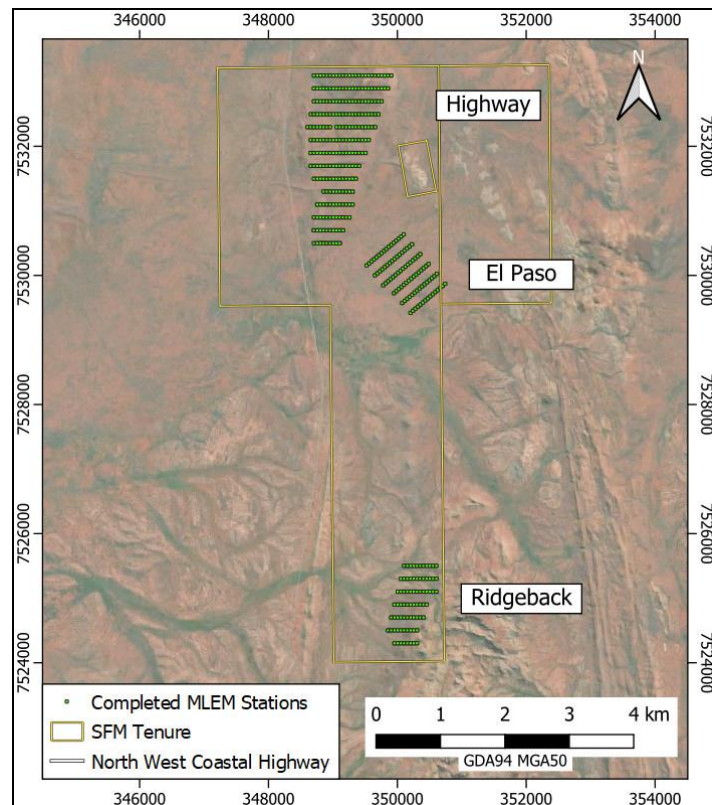 346000 348000 350000 352000 354000
N
Highway
7532000 7532000
El Paso
7530000 7530000
7528000 7528000
7526000 7526000
Ridgeback
7524000 7524000
Completed MLEM Stations
SFM Tenure
North West Coastal Highway
0 1 2 3 4 km
GDA94 MGA50
346000 348000 350000 352000 354000